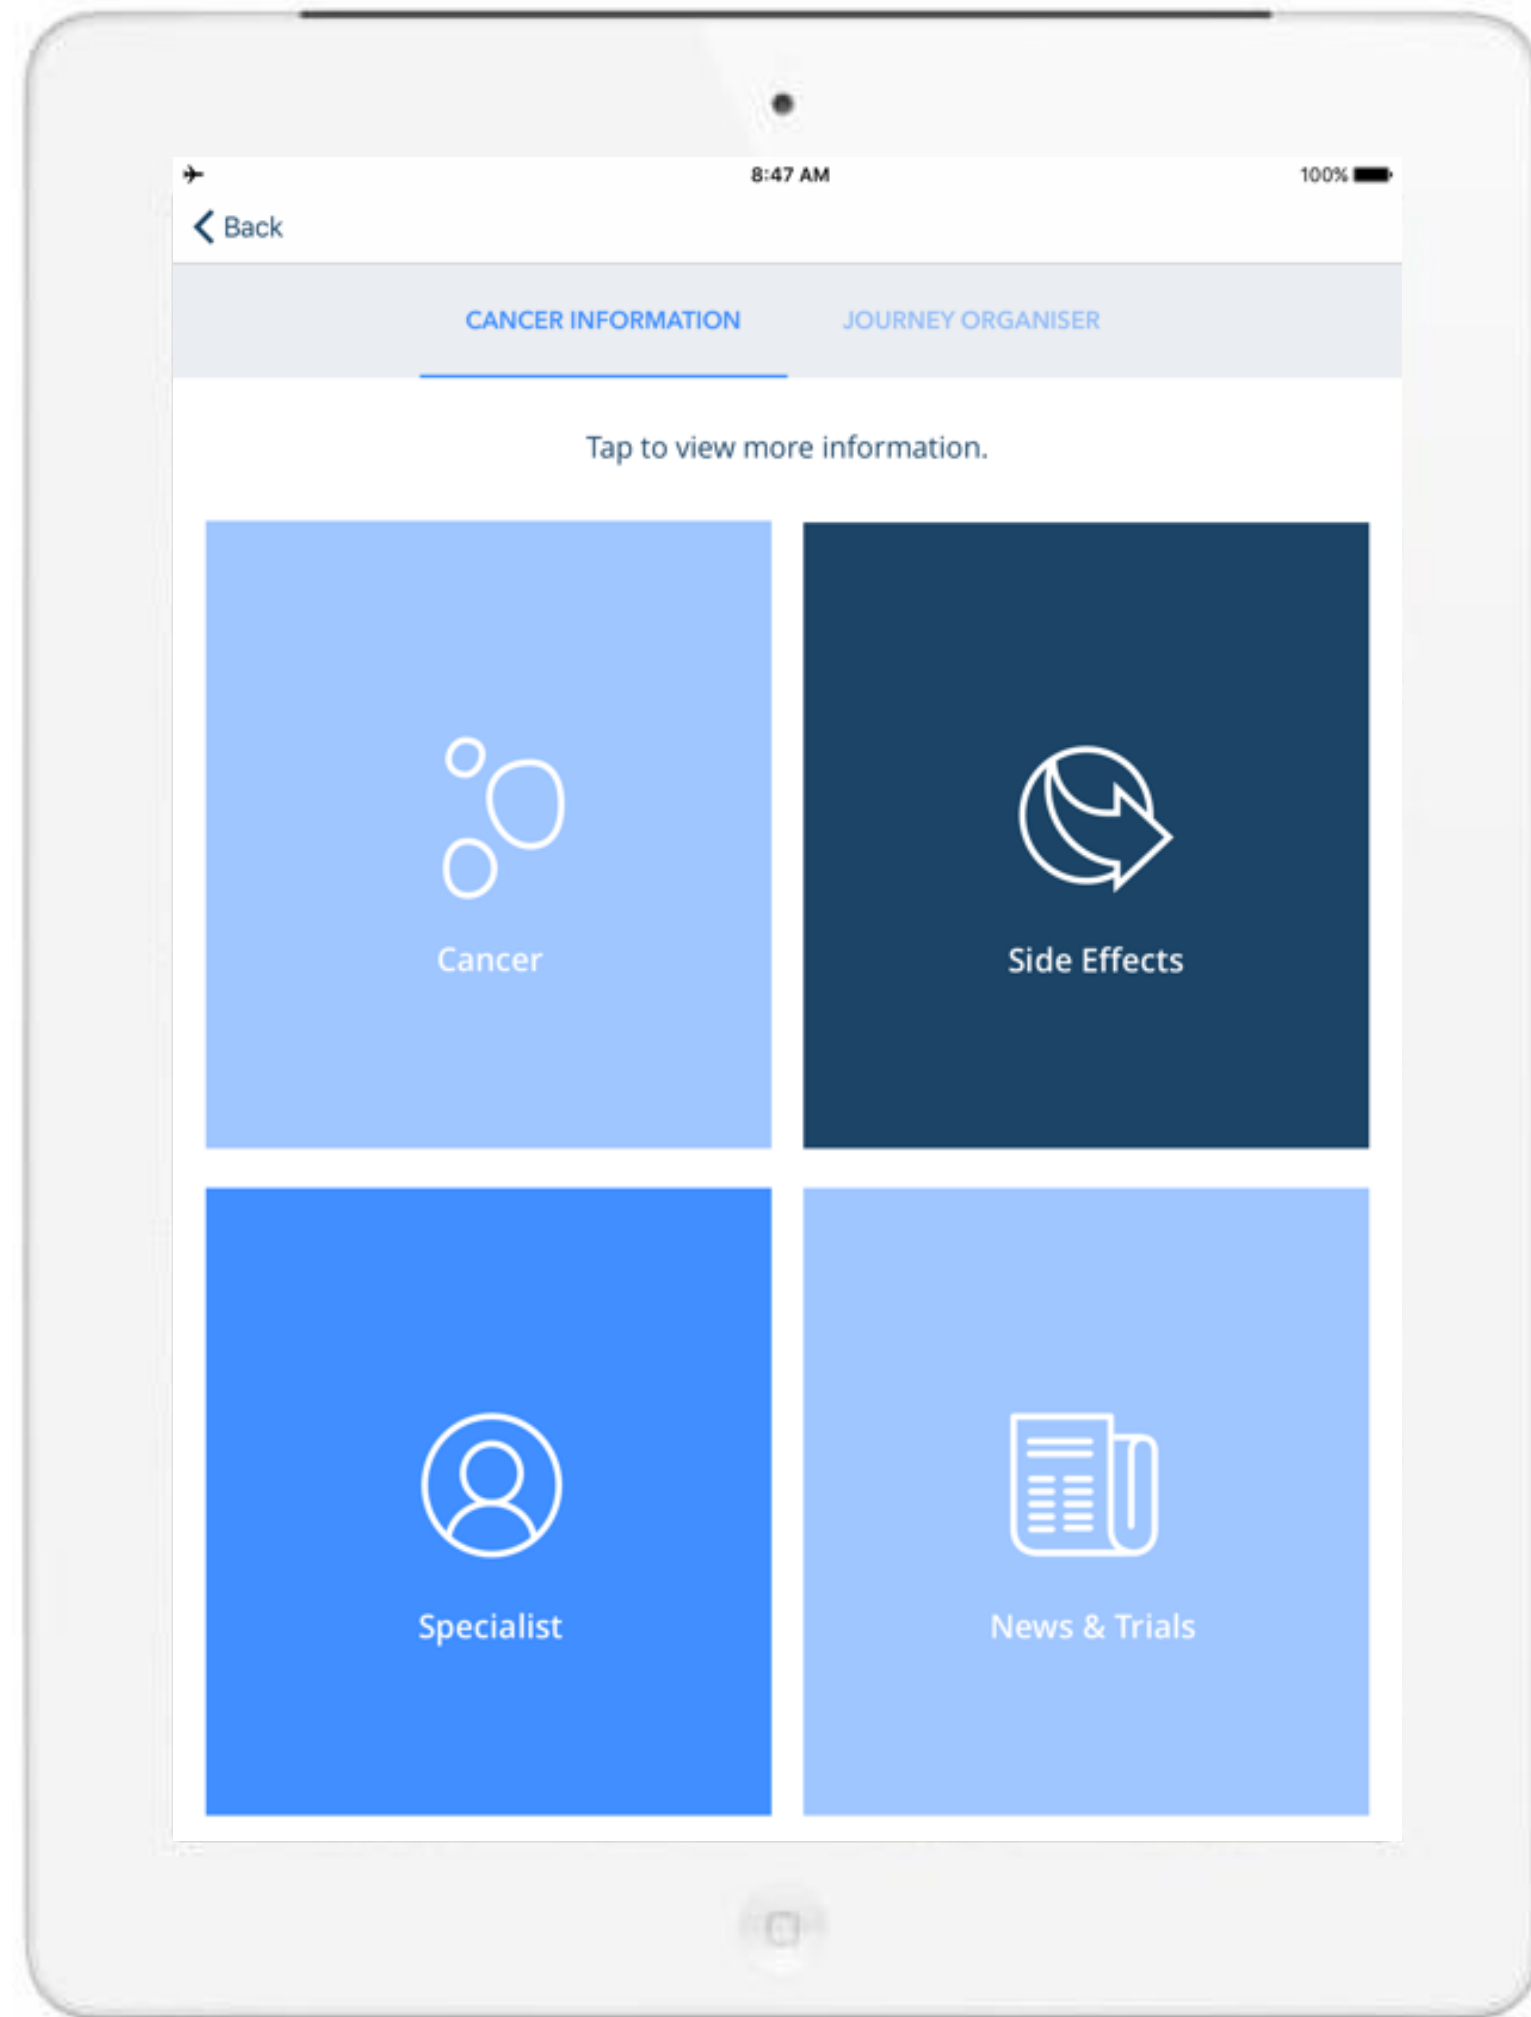 8:47 AM
100%
Back
CANCER INFORMATION
JOURNEY ORGANISER
Tap to view more information.
Cancer
Side Effects
Specialist
News & Trials